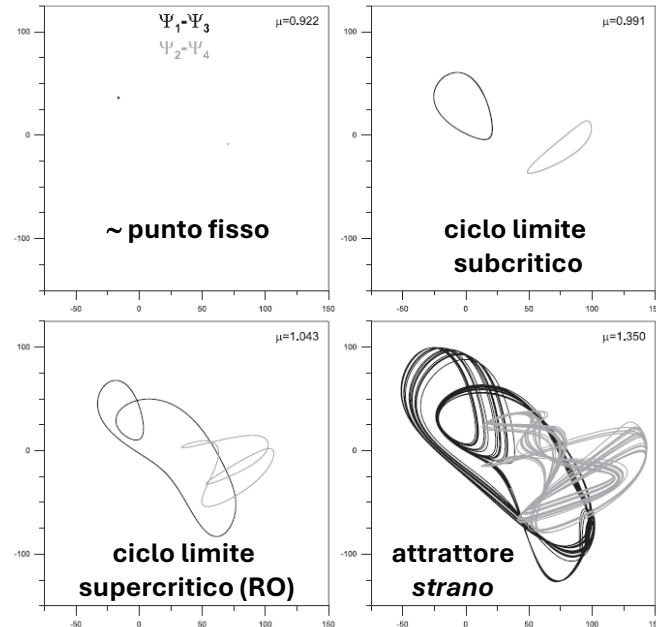 Ψ1-Ψ3
Ψ2-Ψ4
μ=0.922
100
0
-100
-50
0
50
100
150
~ punto fisso
μ=0.991
100
0
-100
-50
0
50
100
150
ciclo limite
subcritico
μ=1.043
100
0
-100
-50
0
50
100
150
ciclo limite
supercritico (RO)
μ=1.350
100
0
-100
-50
0
50
100
150
attrattore
strano